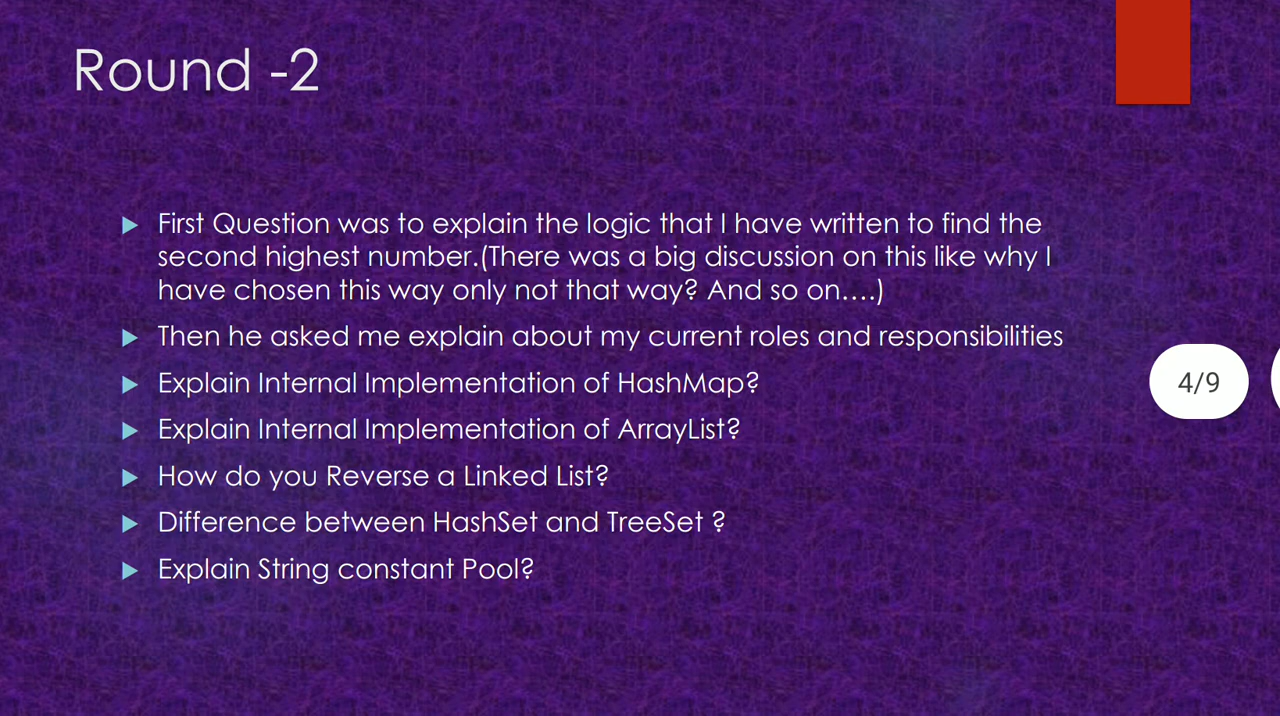 Round -2
First Question was to explain the logic that I have written to find the
second highest number.(There was a big discussion on this like why I
have chosen this way only not that way? And so on....)
Then he asked me explain about my current roles and responsibilities
Explain Internal Implementation of HashMap?
4/9
Explain Internal Implementation of ArrayList?
How do you Reverse a Linked List?
Difference between HashSet and TreeSet ?
Explain String constant Pool?